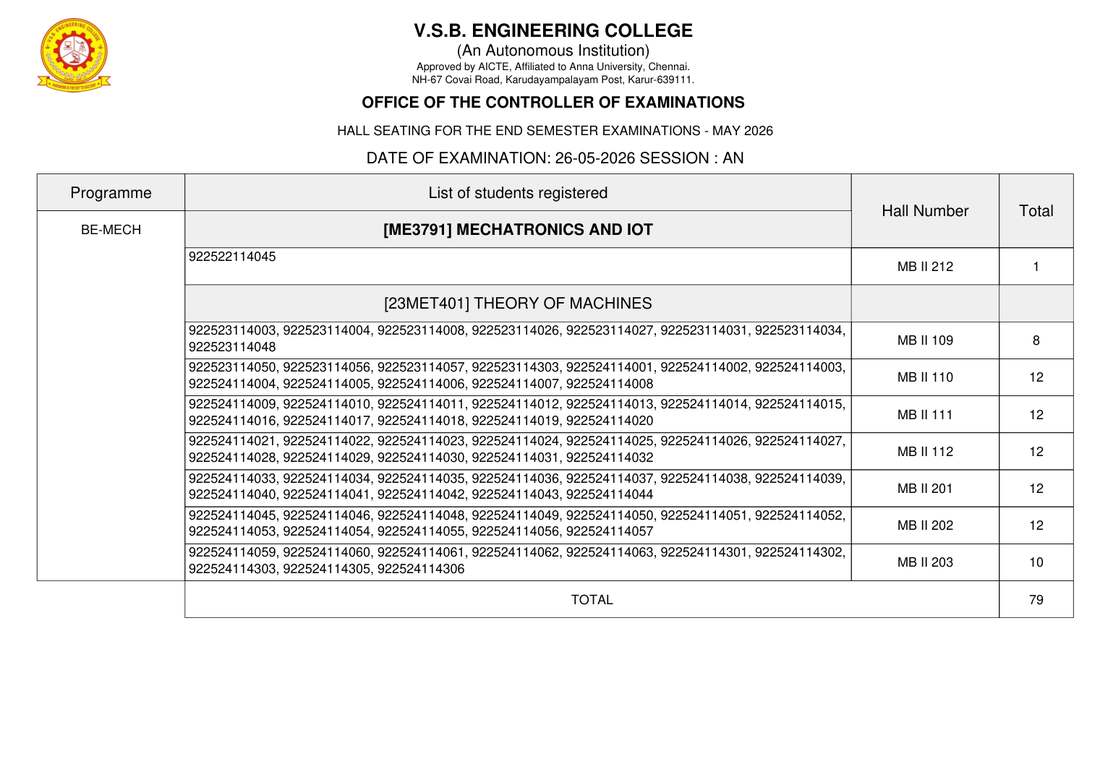 V.S.B. ENGINEERING COLLEGE
(An Autonomous Institution)
Approved by AICTE, Affiliated to Anna University, Chennai.
NH-67 Covai Road, Karudayampalayam Post, Karur-639111.
OFFICE OF THE CONTROLLER OF EXAMINATIONS
HALL SEATING FOR THE END SEMESTER EXAMINATIONS - MAY 2026
DATE OF EXAMINATION: 26-05-2026 SESSION : AN
Programme List of students registered Hall Number Total
BE-MECH [ME3791] MECHATRONICS AND IOT
922522114045 MB II 212 1
[23MET401] THEORY OF MACHINES
922523114003, 922523114004, 922523114008, 922523114026, 922523114027, 922523114031, 922523114034,
922523114048 MB II 109 8
922523114050, 922523114056, 922523114057, 922523114303, 922524114001, 922524114002, 922524114003,
922524114004, 922524114005, 922524114006, 922524114007, 922524114008 MB II 110 12
922524114009, 922524114010, 922524114011, 922524114012, 922524114013, 922524114014, 922524114015,
922524114016, 922524114017, 922524114018, 922524114019, 922524114020 MB II 111 12
922524114021, 922524114022, 922524114023, 922524114024, 922524114025, 922524114026, 922524114027,
922524114028, 922524114029, 922524114030, 922524114031, 922524114032 MB II 112 12
922524114033, 922524114034, 922524114035, 922524114036, 922524114037, 922524114038, 922524114039,
922524114040, 922524114041, 922524114042, 922524114043, 922524114044 MB II 201 12
922524114045, 922524114046, 922524114048, 922524114049, 922524114050, 922524114051, 922524114052,
922524114053, 922524114054, 922524114055, 922524114056, 922524114057 MB II 202 12
922524114059, 922524114060, 922524114061, 922524114062, 922524114063, 922524114301, 922524114302,
922524114303, 922524114305, 922524114306 MB II 203 10
TOTAL 79